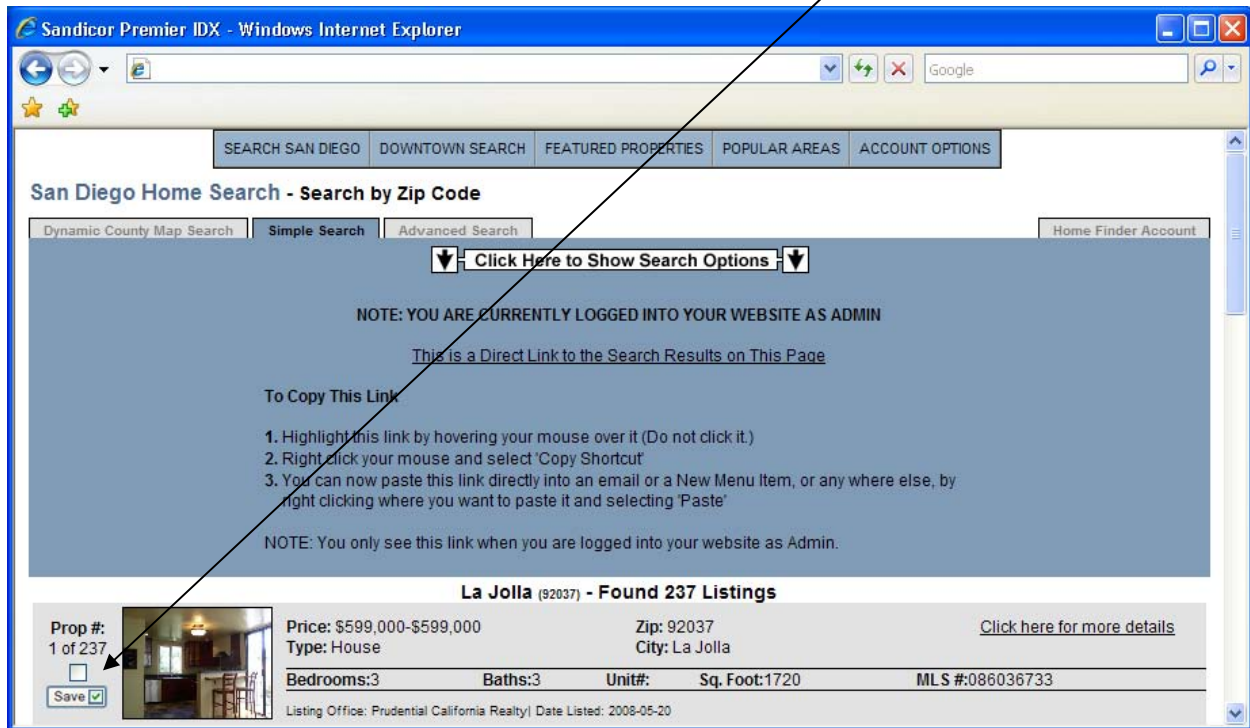 Sandicor Premier IDX - Windows Internet Explorer
Google
SEARCH SAN DIEGO DOWNTOWN SEARCH FEATURED PROPERTIES POPULAR AREAS ACCOUNT OPTIONS
San Diego Home Search - Search by Zip Code
Dynamic County Map Search Simple Search Advanced Search Home Finder Account
Click Here to Show Search Options
NOTE: YOU ARE CURRENTLY LOGGED INTO YOUR WEBSITE AS ADMIN
This is a Direct Link to the Search Results on This Page
To Copy This Link
1. Highlight this link by hovering your mouse over it (Do not click it.)
2. Right click your mouse and select 'Copy Shortcut'
3. You can now paste this link directly into an email or a New Menu Item, or any where else, by
right clicking where you want to paste it and selecting 'Paste'
NOTE: You only see this link when you are logged into your website as Admin.
La Jolla (92037) - Found 237 Listings
Prop #: Price: $599,000-$599,000 Zip: 92037 Click here for more details
1 of 237 Type: House City: La Jolla
Bedrooms:3 Baths:3 Unit#: Sq. Foot:1720 MLS #:086036733
Save
Listing Office: Prudential California Realty| Date Listed: 2008-05-20